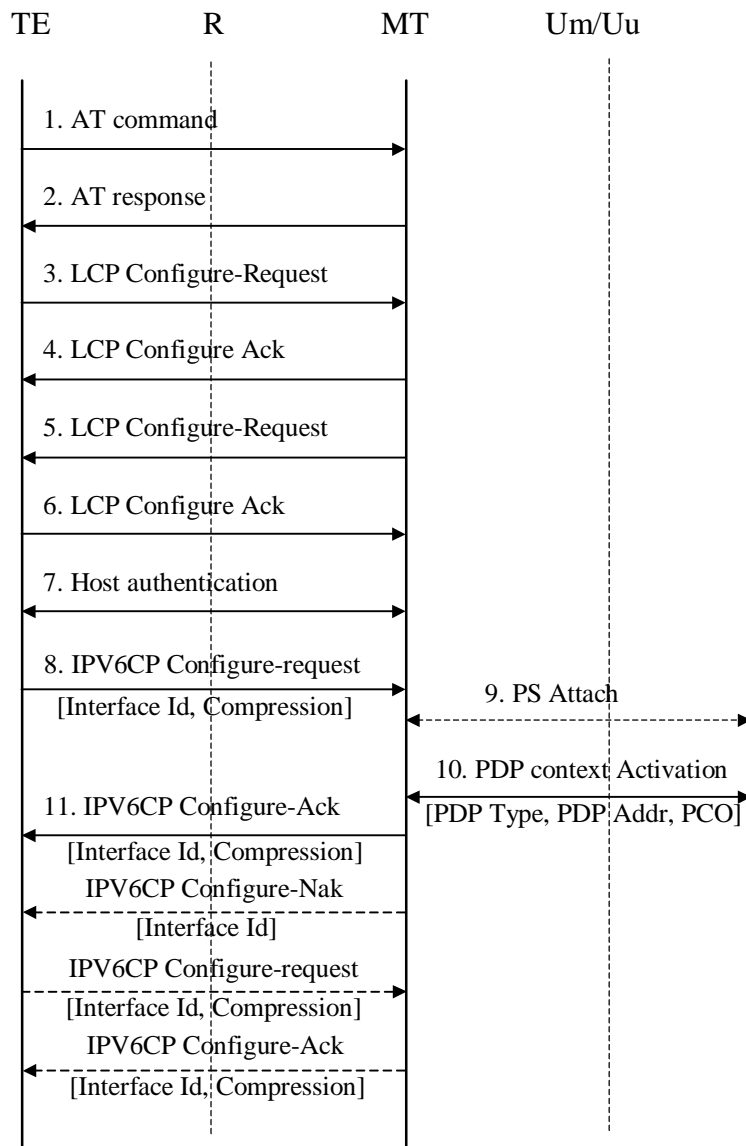 TE R MT Um/Uu
1. AT command
2. AT response
3. LCP Configure-Request
4. LCP Configure Ack
5. LCP Configure-Request
6. LCP Configure Ack
7. Host authentication
8. IPV6CP Configure-request
[Interface Id, Compression]
9. PS Attach
10. PDP context Activation
[PDP Type, PDP Addr, PCO]
11. IPV6CP Configure-Ack
[Interface Id, Compression]
IPV6CP Configure-Nak
[Interface Id]
IPV6CP Configure-request
[Interface Id, Compression]
IPV6CP Configure-Ack
[Interface Id, Compression]